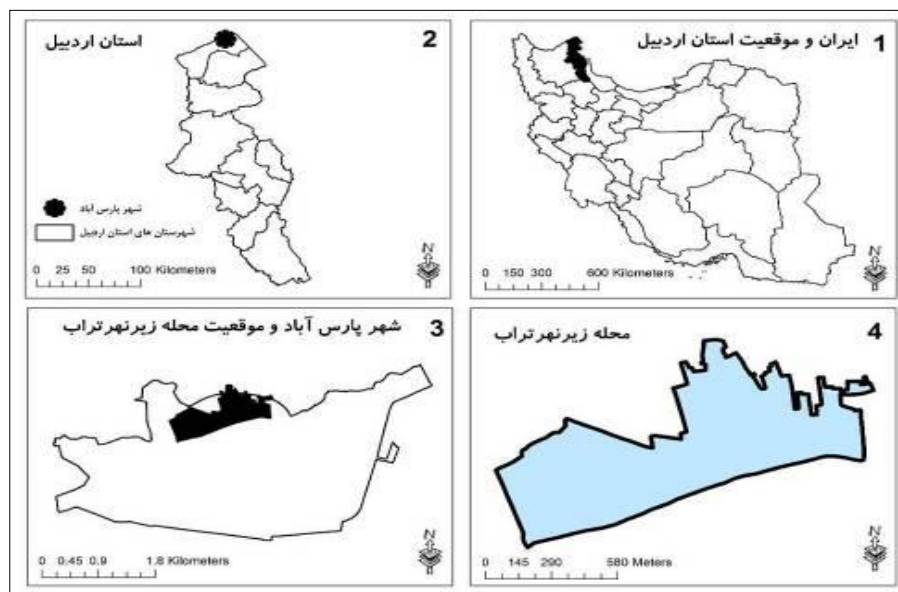 ایران و موقعیت استان اردبیل
1
N
0 150 300 600 Kilometers
استان اردبیل
2
شهر پارس آباد
شهرستان های استان اردبیل
N
0 25 50 100 Kilometers
شهر پارس آباد و موقعیت محله زیرنهرتراب
3
N
0 0.45 0.9 1.8 Kilometers
محله زیرنهرتراب
4
N
0 145 290 580 Meters